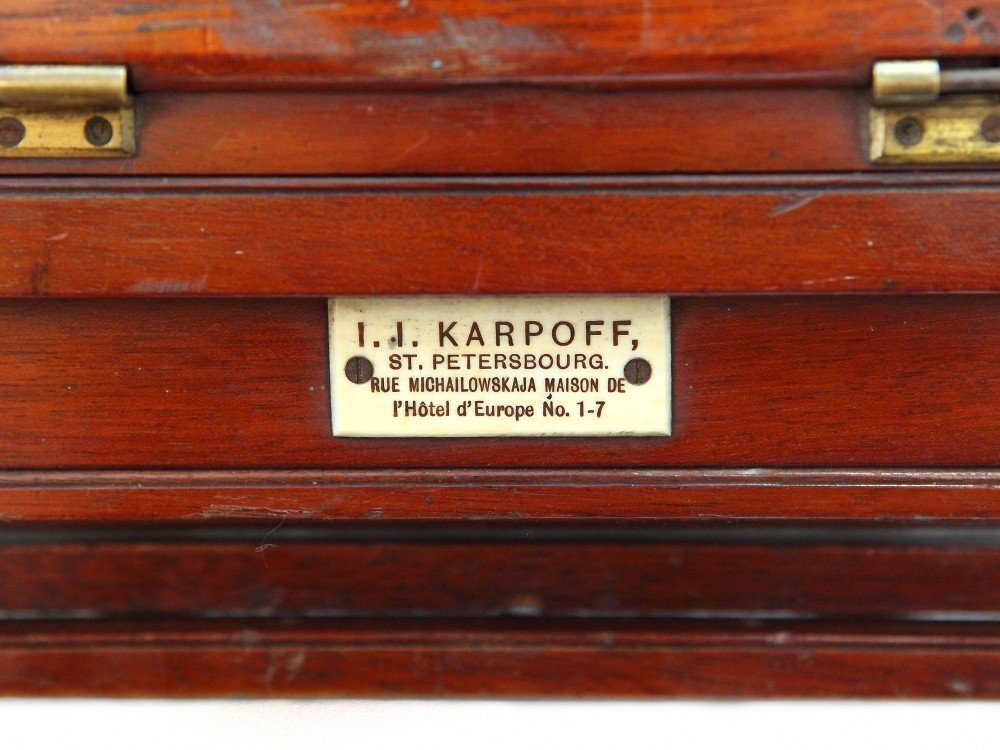 I. I. KARPOFF,
ST. PETERSBOURG.
RUE MICHAILOWSKAJA MAISON DE
l'Hôtel d'Europe No. 1-7